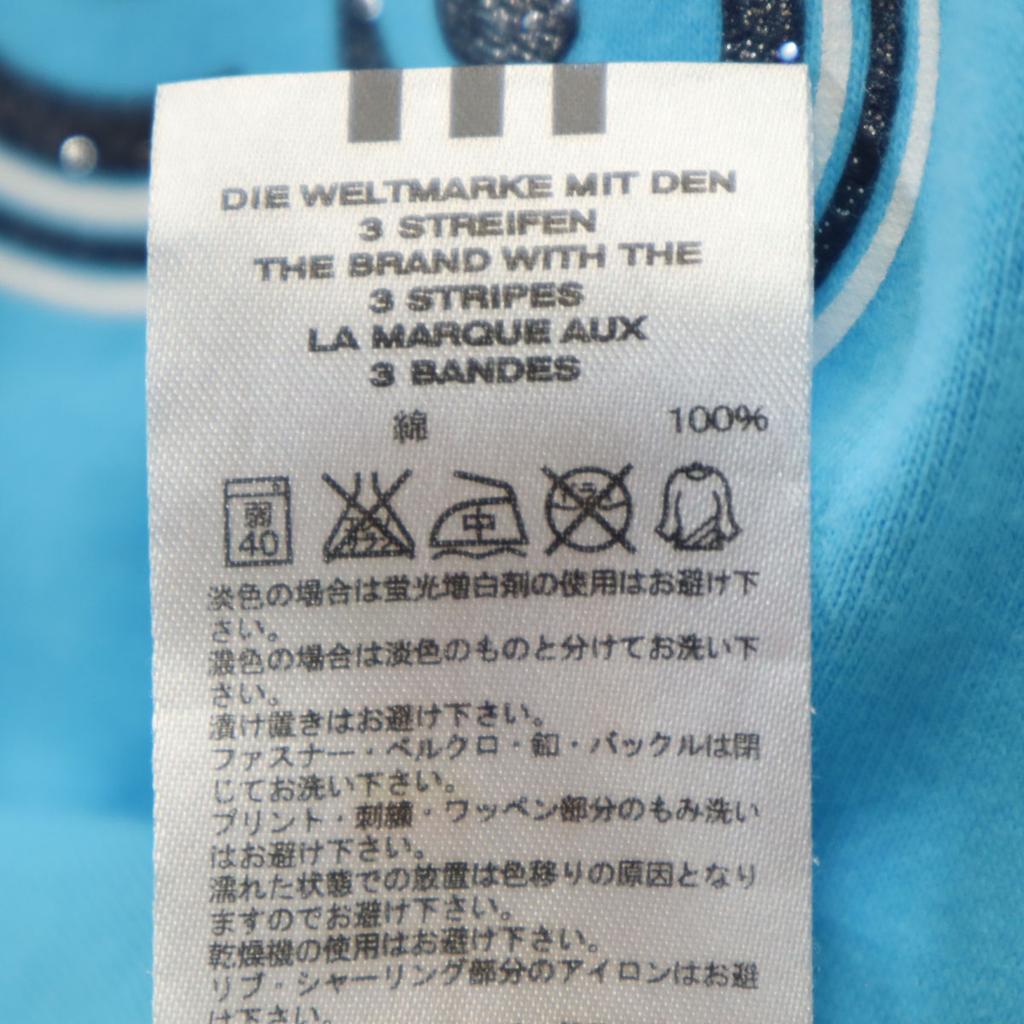 DIE WELTMARKE MIT DEN
3 STREIFEN
THE BRAND WITH THE
3 STRIPES
LA MARQUE AUX
3 BANDES
綿 100%
弱 40 中
淡色の場合は蛍光増白剤の使用はお避け下
さい。
濃色の場合は淡色のものと分けてお洗い下
さい。
漬け置きはお避け下さい。
ファスナー・ベルクロ・釦・バックルは閉
じてお洗い下さい。
プリント・刺繍・ワッペン部分のもみ洗い
はお避け下さい。
濡れた状態での放置は色移りの原因となり
ますのでお避け下さい。
乾燥機の使用はお避け下さい。
リブ・シャーリング部分のアイロンはお避
け下さい。